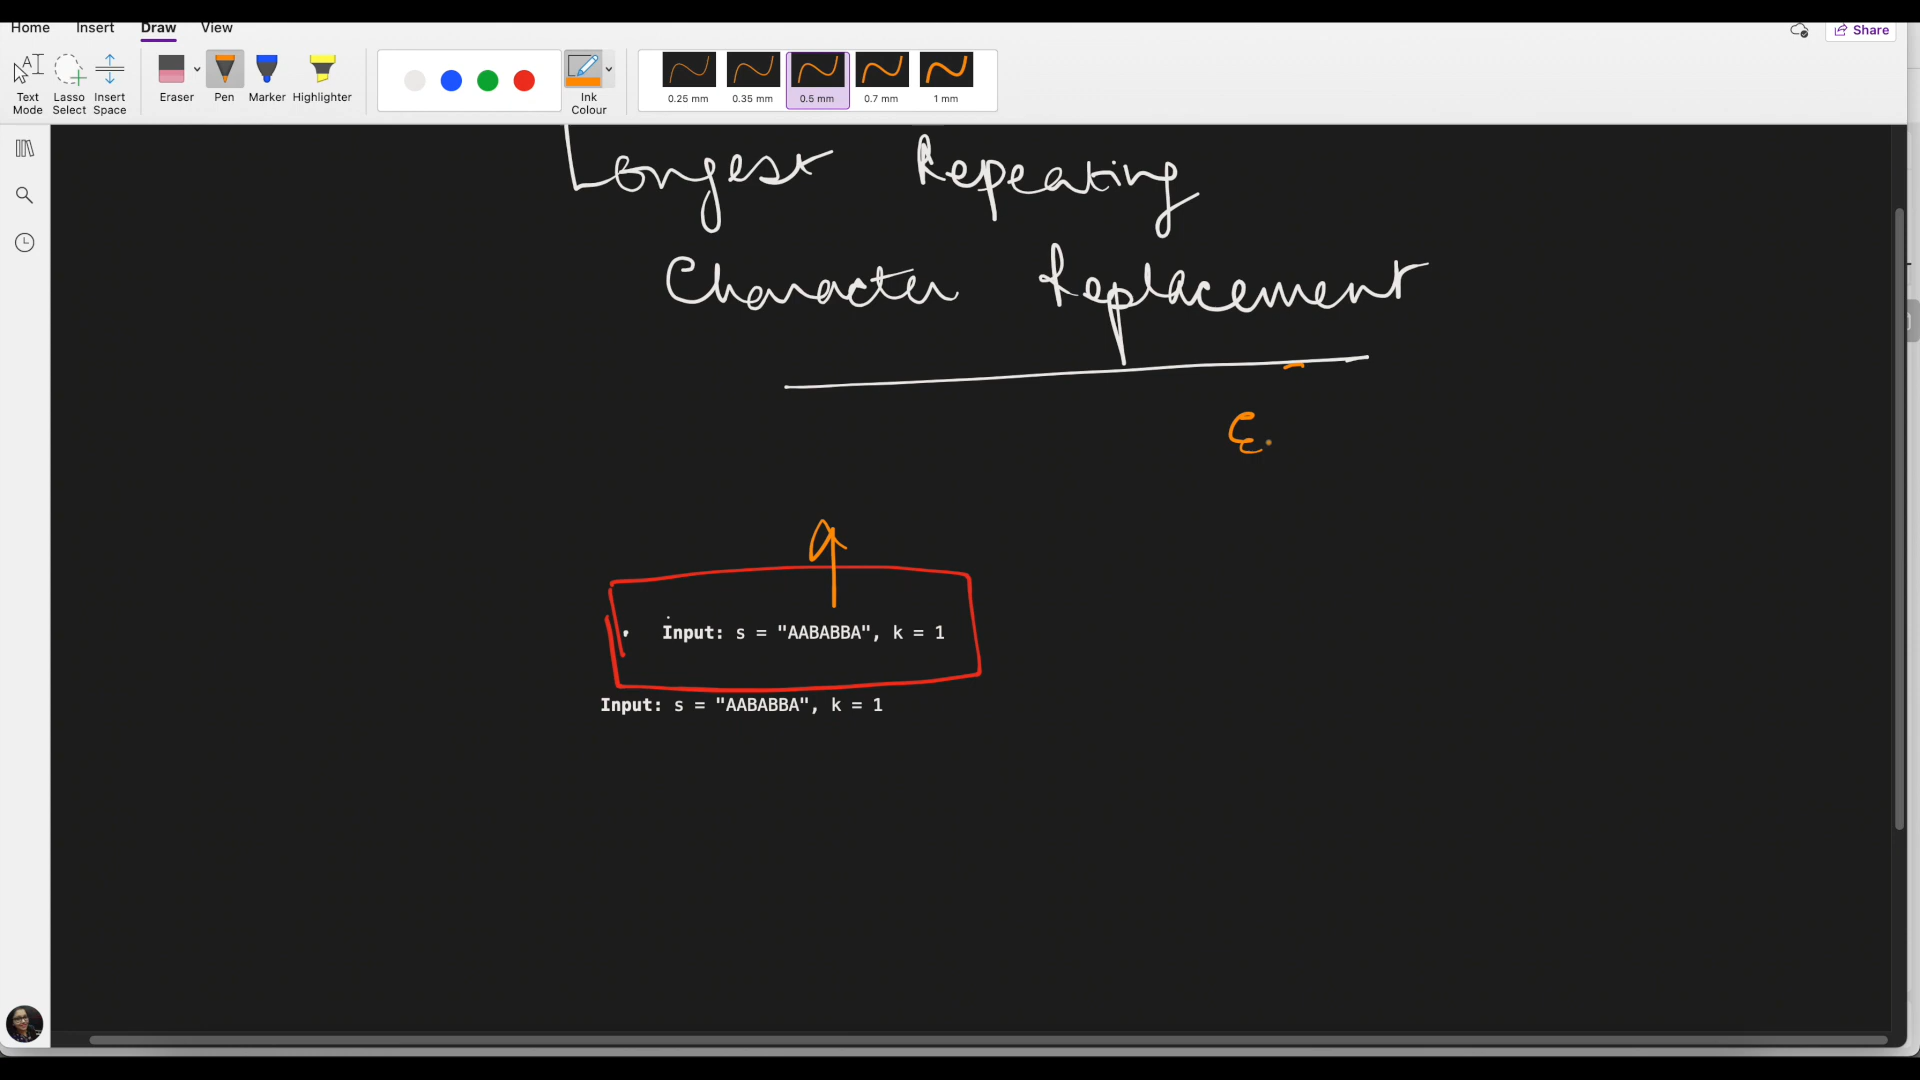 Home Insert Draw View
Share
Text Mode
Lasso Select
Insert Space
Eraser
Pen
Marker
Highlighter
Ink Colour
0.25 mm
0.35 mm
0.5 mm
0.7 mm
1 mm
Longest Repeating
Character Replacement
Input: s = "AABABBA", k = 1
Input: s = "AABABBA", k = 1